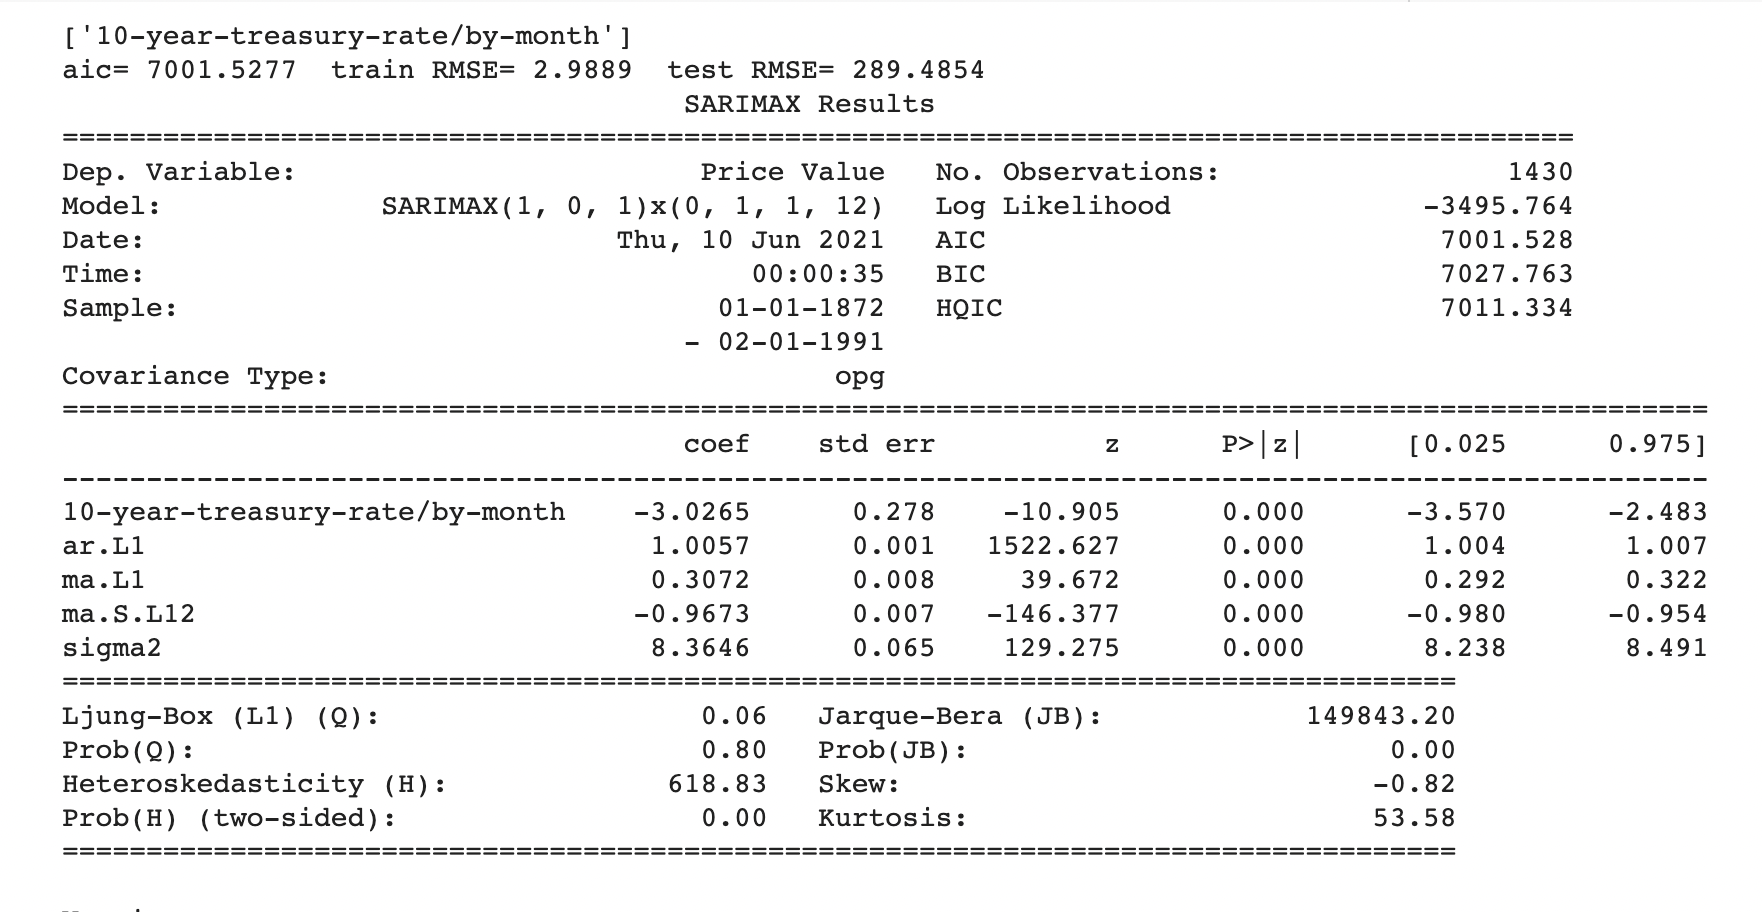 ['10-year-treasury-rate/by-month']
aic= 7001.5277  train RMSE= 2.9889  test RMSE= 289.4854
SARIMAX Results
==========================================================================================
Dep. Variable: Price Value No. Observations: 1430
Model: SARIMAX(1, 0, 1)x(0, 1, 1, 12) Log Likelihood -3495.764
Date: Thu, 10 Jun 2021 AIC 7001.528
Time: 00:00:35 BIC 7027.763
Sample: 01-01-1872 HQIC 7011.334
- 02-01-1991
Covariance Type: opg
==================================================================================================
coef std err z P>|z| [0.025 0.975]
--------------------------------------------------------------------------------------------------
10-year-treasury-rate/by-month -3.0265 0.278 -10.905 0.000 -3.570 -2.483
ar.L1 1.0057 0.001 1522.627 0.000 1.004 1.007
ma.L1 0.3072 0.008 39.672 0.000 0.292 0.322
ma.S.L12 -0.9673 0.007 -146.377 0.000 -0.980 -0.954
sigma2 8.3646 0.065 129.275 0.000 8.238 8.491
===================================================================================
Ljung-Box (L1) (Q): 0.06 Jarque-Bera (JB): 149843.20
Prob(Q): 0.80 Prob(JB): 0.00
Heteroskedasticity (H): 618.83 Skew: -0.82
Prob(H) (two-sided): 0.00 Kurtosis: 53.58
===================================================================================